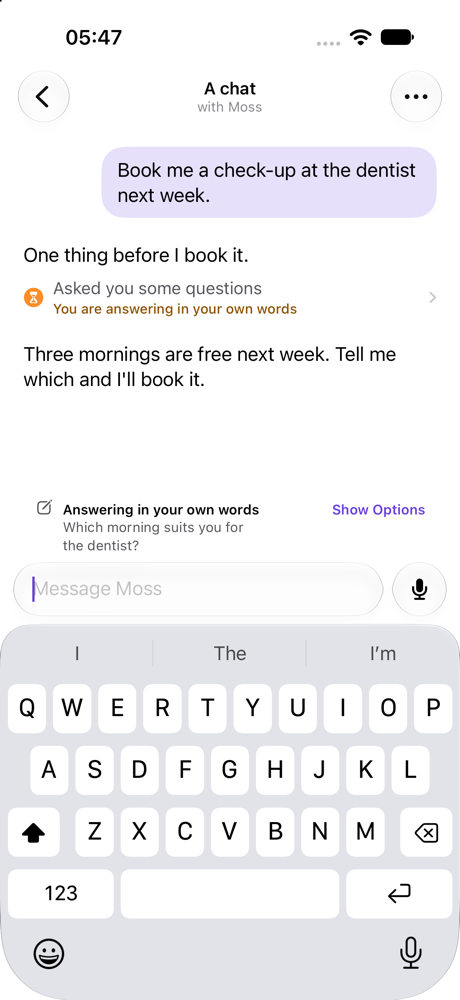 05:47
A chat
with Moss
Book me a check-up at the dentist
next week.
One thing before I book it.
Asked you some questions
You are answering in your own words
Three mornings are free next week. Tell me
which and I'll book it.
Answering in your own words
Show Options
Which morning suits you for
the dentist?
Message Moss
I The I'm
Q W E R T Y U I O P
A S D F G H J K L
Z X C V B N M
123